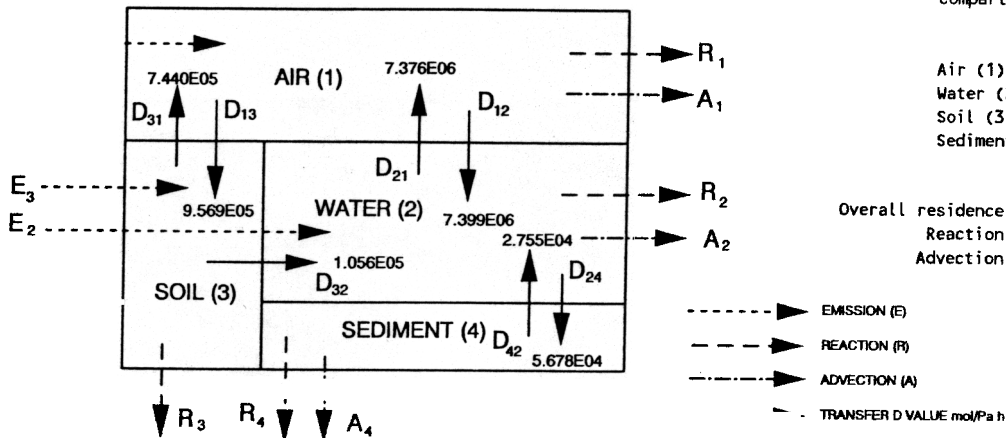 compart
R1
AIR (1)
7.376E06
7.440E05
Air (1)
A1
Water (
D31
D13
D12
Soil (3
Sedimen
D21
E3
R2
9.569E05
WATER (2)
Overall residence
E2
7.399E06
2.755E04
A2
Reaction
1.056E05
Advection
D24
SOIL (3)
D32
EMISSION (E)
SEDIMENT (4)
D42
REACTION (R)
5.678E04
ADVECTION (A)
R3
R4
A4
TRANSFER D VALUE mol/Pa h